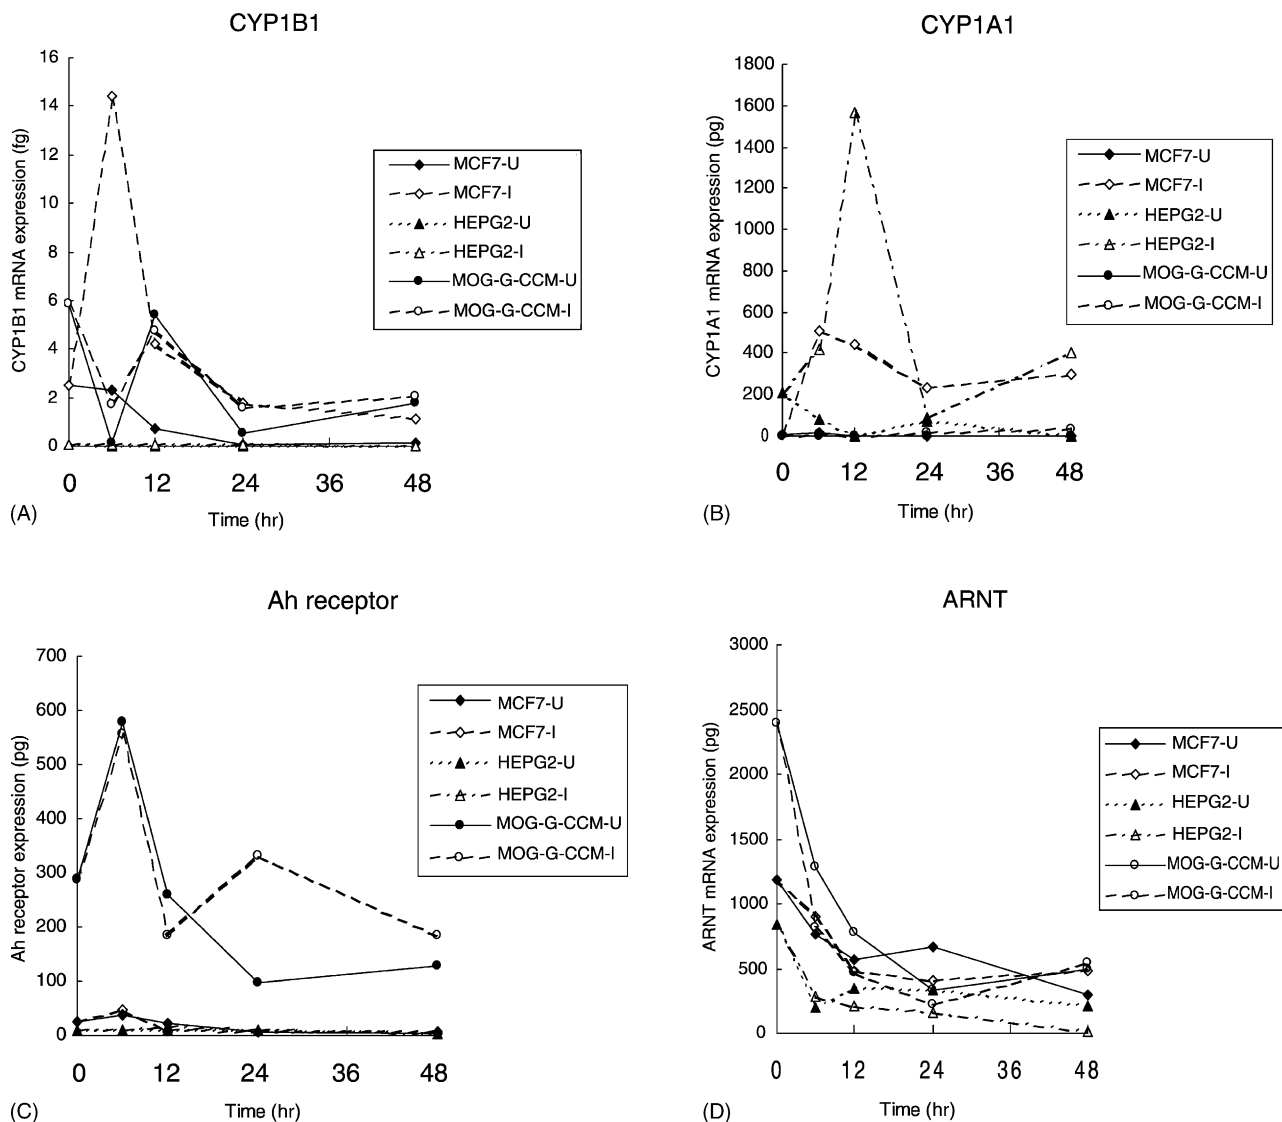 CYP1B1
CYP1B1 mRNA expression (fg)
16
14
12
10
8
6
4
2
0
0 12 24 36 48
Time (hr)
(A)
MCF7-U
MCF7-I
HEPG2-U
HEPG2-I
MOG-G-CCM-U
MOG-G-CCM-I
CYP1A1
CYP1A1 mRNA expression (pg)
1800
1600
1400
1200
1000
800
600
400
200
0
0 12 24 36 48
Time (hr)
(B)
MCF7-U
MCF7-I
HEPG2-U
HEPG2-I
MOG-G-CCM-U
MOG-G-CCM-I
Ah receptor
Ah receptor expression (pg)
700
600
500
400
300
200
100
0
0 12 24 36 48
Time (hr)
(C)
MCF7-U
MCF7-I
HEPG2-U
HEPG2-I
MOG-G-CCM-U
MOG-G-CCM-I
ARNT
ARNT mRNA expression (pg)
3000
2500
2000
1500
1000
500
0
0 12 24 36 48
Time (hr)
(D)
MCF7-U
MCF7-I
HEPG2-U
HEPG2-I
MOG-G-CCM-U
MOG-G-CCM-I